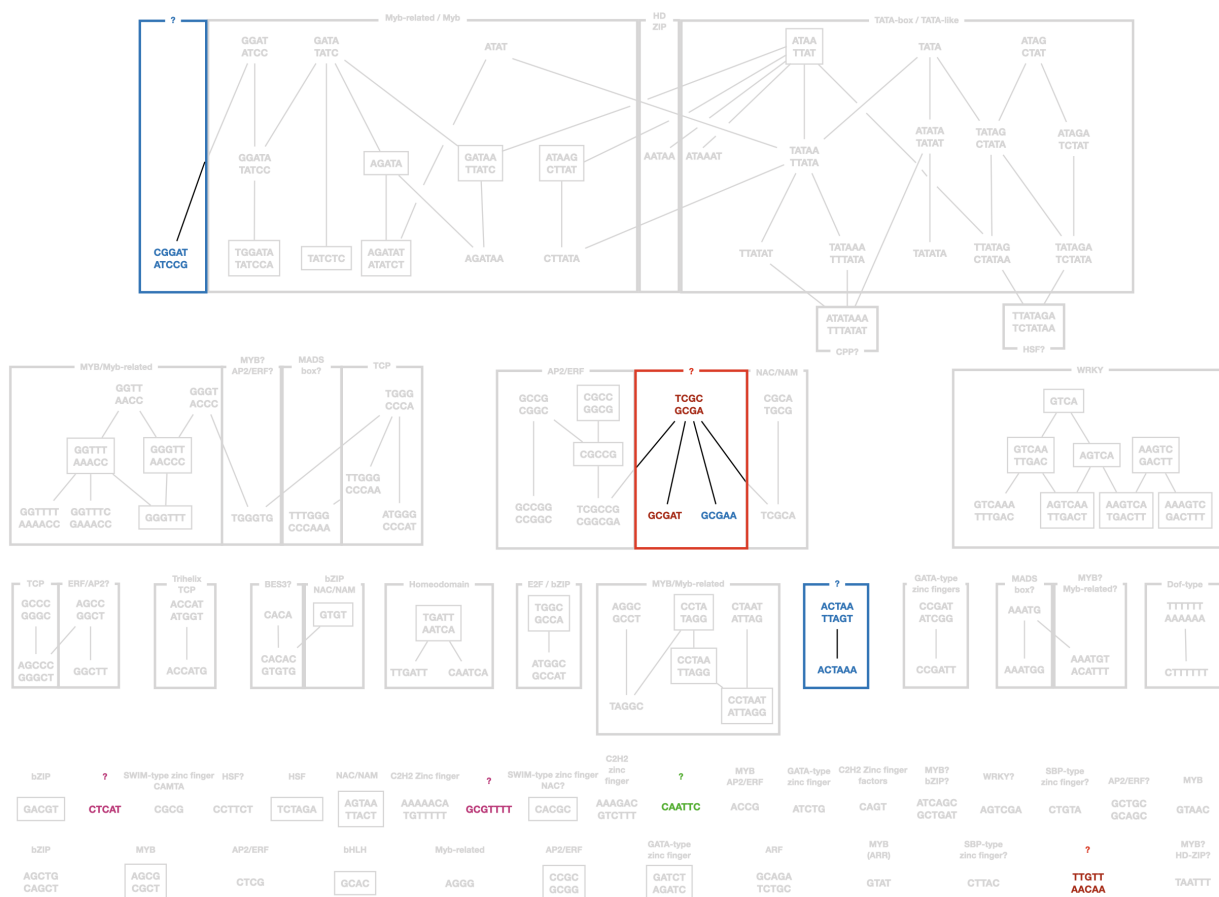 ? Myb-related / Myb HD TATA-box / TATA-like
ZIP
GGAT GATA ATAT ATAA TATA ATAG
ATCC TATC TTAT CTAT
GGATA AGATA GATAA ATAAG AATAA ATAAAT TATAA ATATA TATAG ATAGA
TATCC TTATC CTTAT TTATA TATAT CTATA TCTAT
CGGAT TGGATA TATCTC AGATAT AGATAA CTTATA TTATAT TATAAA TATATA TTATAG TATAGA
ATCCG TATCCA ATATCT TTTATA CTATAA TCTATA
ATATAAA TTATAGA
TTTATAT TCTATAA
CPP? HSF?
MYB/Myb-related MYB? MADS TCP AP2/ERF ? NAC/NAM WRKY
AP2/ERF? box?
GGTT GGGT TGGG GCCG CGCC TCGC CGCA GTCA
AACC ACCC CCCA CGGC GGCG GCGA TGCG
GGTTT GGGTT TTGGG CGCCG GTCAA AGTCA AAGTC
AAACC AACCC CCCAA TTGAC GACTT
GGTTTT GGTTTC GGGTTT TGGGTG TTTGGG ATGGG GCCGG TCGCCG GCGAT GCGAA TCGCA GTCAAA AGTCAA AAGTCA AAAGTC
AAAACC GAAACC CCCAAA CCCAT CCGGC CGGCGA TTTGAC TTGACT TGACTT GACTTT
TCP ERF/AP2? Trihelix BES3? bZIP Homeodomain E2F / bZIP MYB/Myb-related ? GATA-type MADS MYB? Dof-type
TCP NAC/NAM zinc fingers box? Myb-related?
GCCC AGCC ACCAT CACA GTGT TGATT TGGC AGGC CCTA CTAAT ACTAA CCGAT AAATG TTTTTT
GGGC GGCT ATGGT AATCA GCCA GCCT TAGG ATTAG TTAGT ATCGG AAAAAA
AGCCC GGCTT ACCATG CACAC TTGATT CAATCA ATGGC CCTAA ACTAAA CCGATT AAATGG AAATGT CTTTTTT
GGGCT GTGTG GCCAT TTAGG ACATTT
TAGGC CCTAAT
ATTAGG
bZIP ? SWIM-type zinc finger HSF? HSF NAC/NAM C2H2 Zinc finger ? SWIM-type zinc finger C2H2 ? MYB GATA-type C2H2 Zinc finger MYB? WRKY? SBP-type AP2/ERF? MYB
CAMTA NAC? zinc AP2/ERF zinc finger factors bZIP? zinc finger?
finger
GACGT CTCAT CGCG CCTTCT TCTAGA AGTAA AAAAACA GCGTTTT CACGC AAAGAC CAATTC ACCG ATCTG CAGT ATCAGC AGTCGA CTGTA GCTGC GTAAC
TTACT TGTTTTT GTCTTT GCTGAT GCAGC
bZIP MYB AP2/ERF bHLH Myb-related AP2/ERF GATA-type ARF MYB SBP-type ? MYB?
zinc finger (ARR) zinc finger? HD-ZIP?
AGCTG AGCG CTCG GCAC AGGG CCGC GATCT GCAGA GTAT CTTAC TTGTT TAATTT
CAGCT CGCT GCGG AGATC TCTGC AACAA